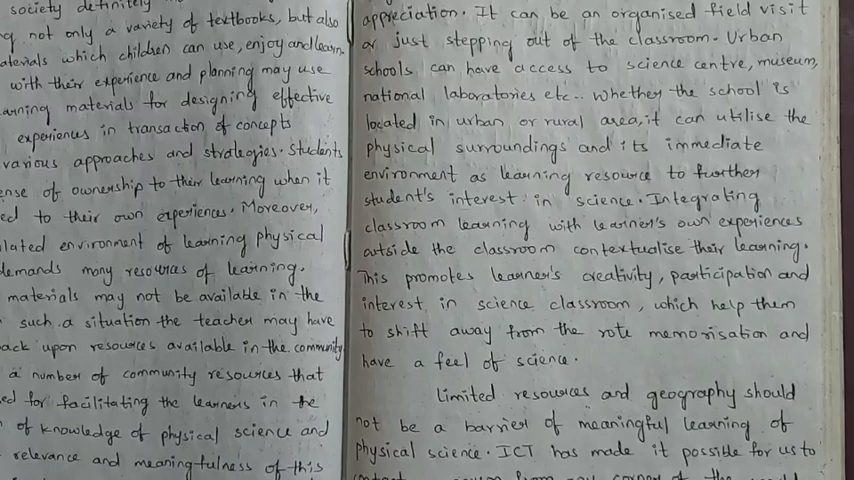 society definitely
not only a variety of textbooks, but also
materials which children can use, enjoy and learn.
with their experience and planning may use
learning materials for designing effective
experiences in transaction of concepts
various approaches and strategies. Students
sense of ownership to their learning when it
to their own experiences. Moreover,
environment of learning physical
demands many resources of learning.
materials may not be available in the
such a situation the teacher may have
back upon resources available in the community
a number of community resources that
for facilitating the learners in the
of knowledge of physical science and
relevance and meaningfulness of this
appreciation. It can be an organised field visit
or just stepping out of the classroom. Urban
schools can have access to science centre, museum,
national laboratories etc.. Whether the school is
located in urban or rural area, it can utilise the
physical surroundings and its immediate
environment as learning resource to further
student's interest in science. Integrating
classroom learning with learner's own experiences
outside the classroom contextualise their learning.
This promotes learner's creativity, participation and
interest in science classroom, which help them
to shift away from the rote memorisation and
have a feel of science.
Limited resources and geography should
not be a barrier of meaningful learning of
physical science. ICT has made it possible for us to
from any corner of the